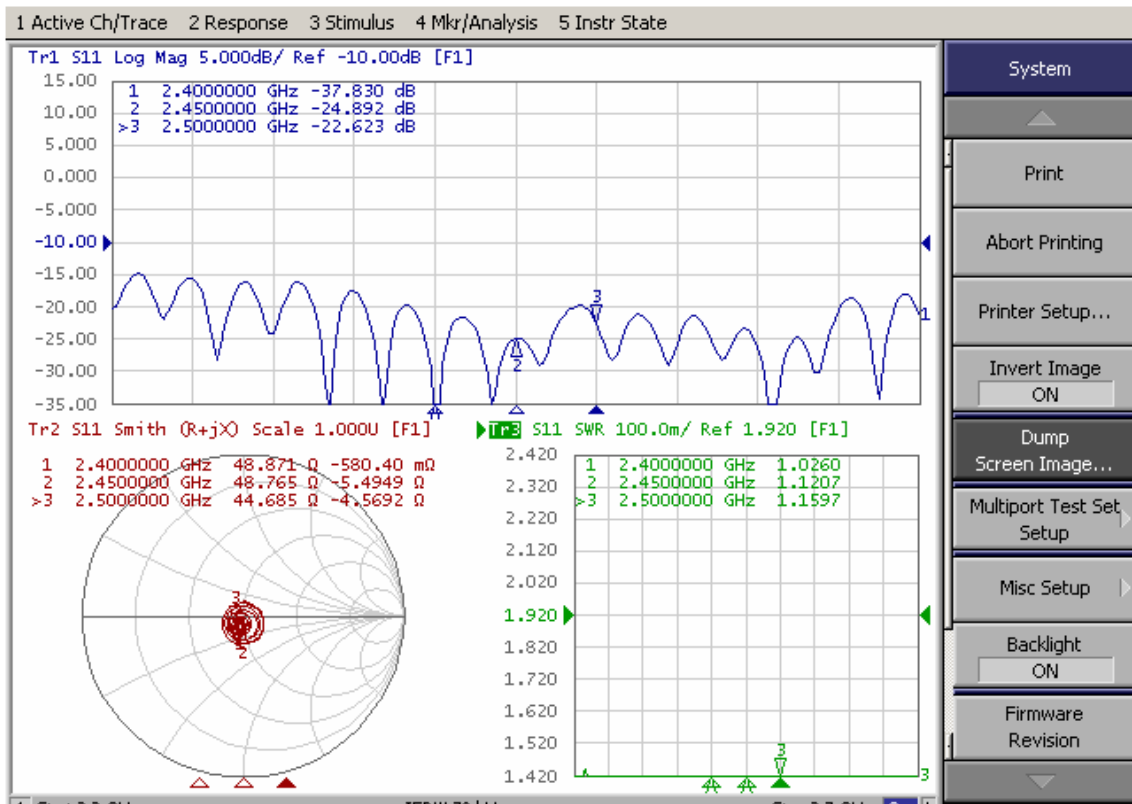 1 Active Ch/Trace 2 Response 3 Stimulus 4 Mkr/Analysis 5 Instr State
Tr1 S11 Log Mag 5.000dB/ Ref -10.00dB [F1]
15.00
10.00
5.000
0.000
-5.000
-10.00
-15.00
-20.00
-25.00
-30.00
-35.00
1 2.4000000 GHz -37.830 dB
2 2.4500000 GHz -24.892 dB
>3 2.5000000 GHz -22.623 dB
3
2
1
Tr2 S11 Smith (R+jX) Scale 1.000U [F1]
1 2.4000000 GHz 48.871 Ω -580.40 mΩ
2 2.4500000 GHz 48.765 Ω -5.4949 Ω
>3 2.5000000 GHz 44.685 Ω -4.5692 Ω
3
2
Tr3 S11 SWR 100.0m/ Ref 1.920 [F1]
2.420
2.320
2.220
2.120
2.020
1.920
1.820
1.720
1.620
1.520
1.420
1 2.4000000 GHz 1.0260
2 2.4500000 GHz 1.1207
>3 2.5000000 GHz 1.1597
3
3
System
Print
Abort Printing
Printer Setup...
Invert Image
ON
Dump
Screen Image...
Multiport Test Set
Setup
Misc Setup
Backlight
ON
Firmware
Revision